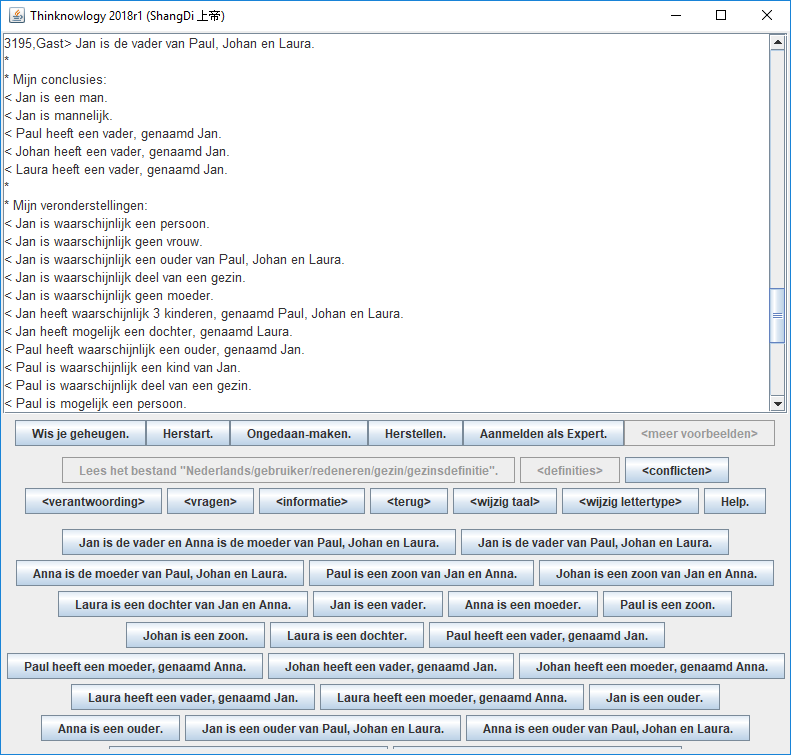 Thinknowlogy 2018r1 (ShangDi 上帝)
3195,Gast> Jan is de vader van Paul, Johan en Laura.
*
* Mijn conclusies:
< Jan is een man.
< Jan is mannelijk.
< Paul heeft een vader, genaamd Jan.
< Johan heeft een vader, genaamd Jan.
< Laura heeft een vader, genaamd Jan.
*
* Mijn veronderstellingen:
< Jan is waarschijnlijk een persoon.
< Jan is waarschijnlijk geen vrouw.
< Jan is waarschijnlijk een ouder van Paul, Johan en Laura.
< Jan is waarschijnlijk deel van een gezin.
< Jan is waarschijnlijk geen moeder.
< Jan heeft waarschijnlijk 3 kinderen, genaamd Paul, Johan en Laura.
< Jan heeft mogelijk een dochter, genaamd Laura.
< Paul heeft waarschijnlijk een ouder, genaamd Jan.
< Paul is waarschijnlijk een kind van Jan.
< Paul is waarschijnlijk deel van een gezin.
< Paul is mogelijk een persoon.
Wis je geheugen. Herstart. Ongedaan-maken. Herstellen. Aanmelden als Expert. <meer voorbeelden>
Lees het bestand "Nederlands/gebruiker/redeneren/gezin/gezinsdefinitie". <definities> <conflicten>
<verantwoording> <vragen> <informatie> <terug> <wijzig taal> <wijzig lettertype> Help.
Jan is de vader en Anna is de moeder van Paul, Johan en Laura. Jan is de vader van Paul, Johan en Laura.
Anna is de moeder van Paul, Johan en Laura. Paul is een zoon van Jan en Anna. Johan is een zoon van Jan en Anna.
Laura is een dochter van Jan en Anna. Jan is een vader. Anna is een moeder. Paul is een zoon.
Johan is een zoon. Laura is een dochter. Paul heeft een vader, genaamd Jan.
Paul heeft een moeder, genaamd Anna. Johan heeft een vader, genaamd Jan. Johan heeft een moeder, genaamd Anna.
Laura heeft een vader, genaamd Jan. Laura heeft een moeder, genaamd Anna. Jan is een ouder.
Anna is een ouder. Jan is een ouder van Paul, Johan en Laura. Anna is een ouder van Paul, Johan en Laura.